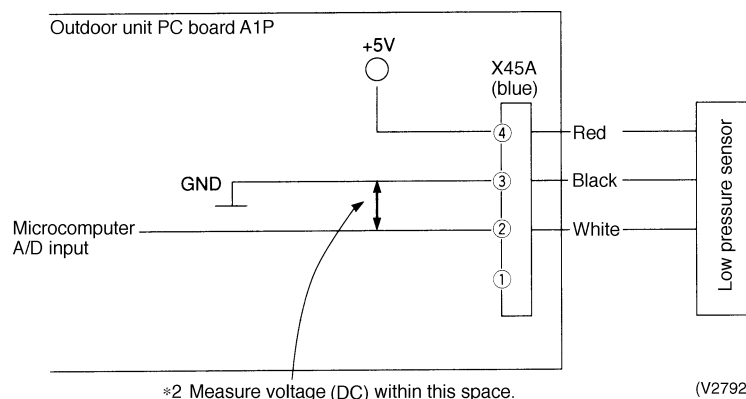 Outdoor unit PC board A1P
+5V
X45A
(blue)
4
Red
GND
3
Black
Microcomputer
A/D input
2
White
1
Low pressure sensor
*2 Measure voltage (DC) within this space.
(V2792